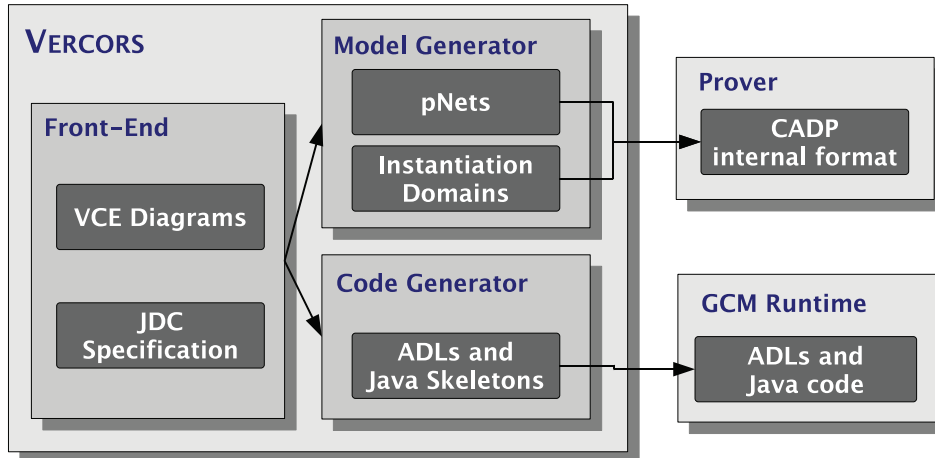 VERCORS
Front-End
VCE Diagrams
JDC
Specification
Model Generator
pNets
Instantiation
Domains
Code Generator
ADLs and
Java Skeletons
Prover
CADP
internal format
GCM Runtime
ADLs and
Java code